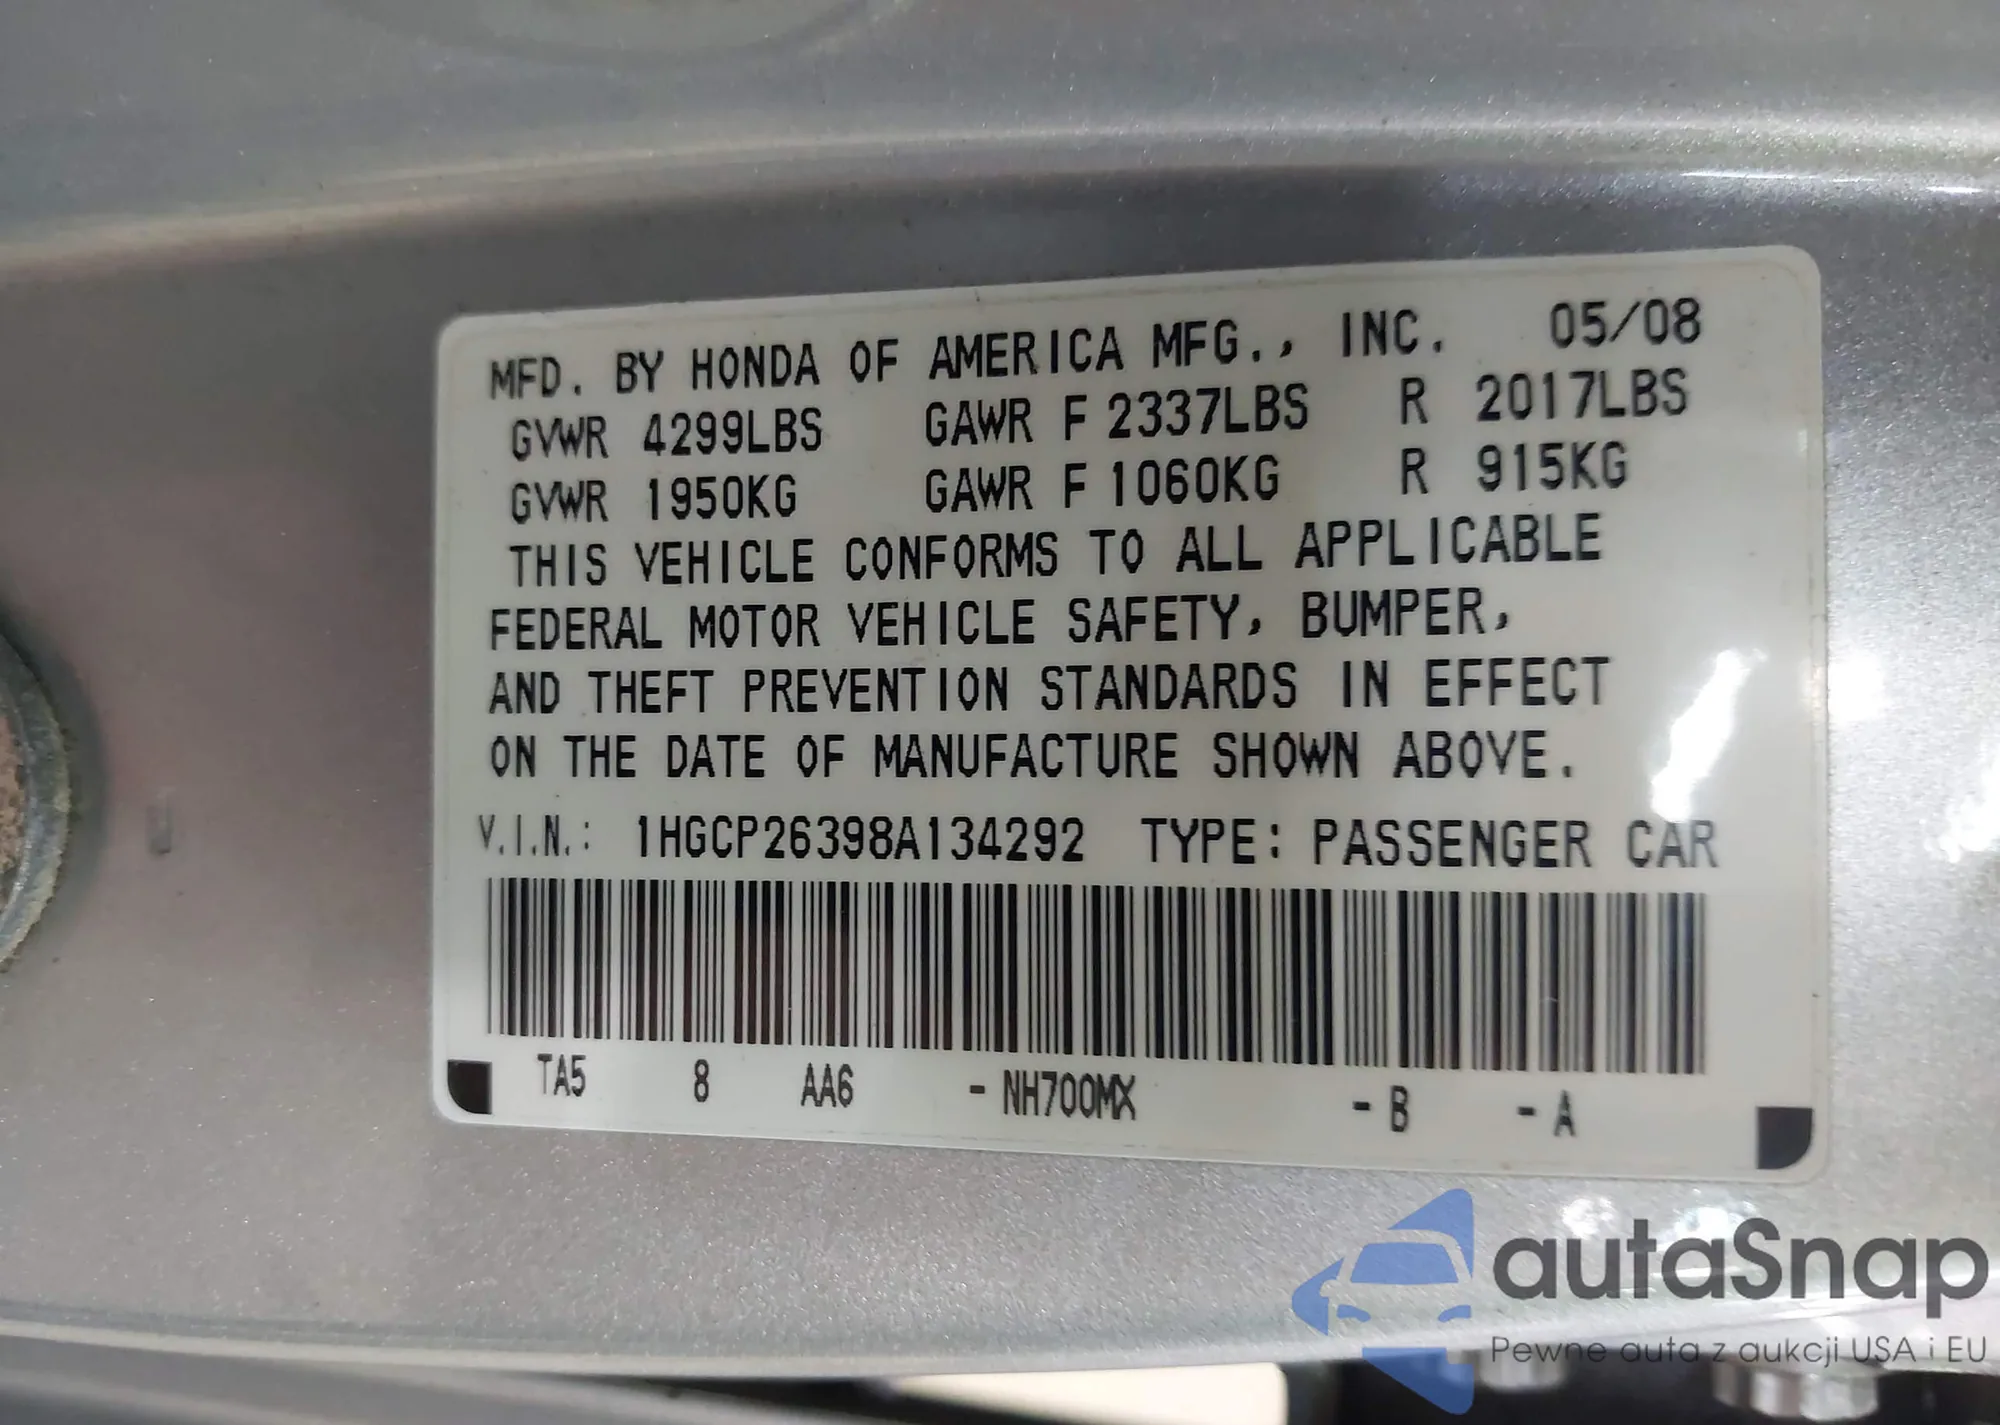 MFD. BY HONDA OF AMERICA MFG., INC. 05/08
GVWR 4299LBS GAWR F 2337LBS R 2017LBS
GVWR 1950KG GAWR F 1060KG R 915KG
THIS VEHICLE CONFORMS TO ALL APPLICABLE
FEDERAL MOTOR VEHICLE SAFETY, BUMPER,
AND THEFT PREVENTION STANDARDS IN EFFECT
ON THE DATE OF MANUFACTURE SHOWN ABOVE.
V.I.N.: 1HGCP26398A134292 TYPE: PASSENGER CAR
TA5 8 AA6 - NH700MX - B - A
autaSnap
Pewne auta z aukcji USA i EU